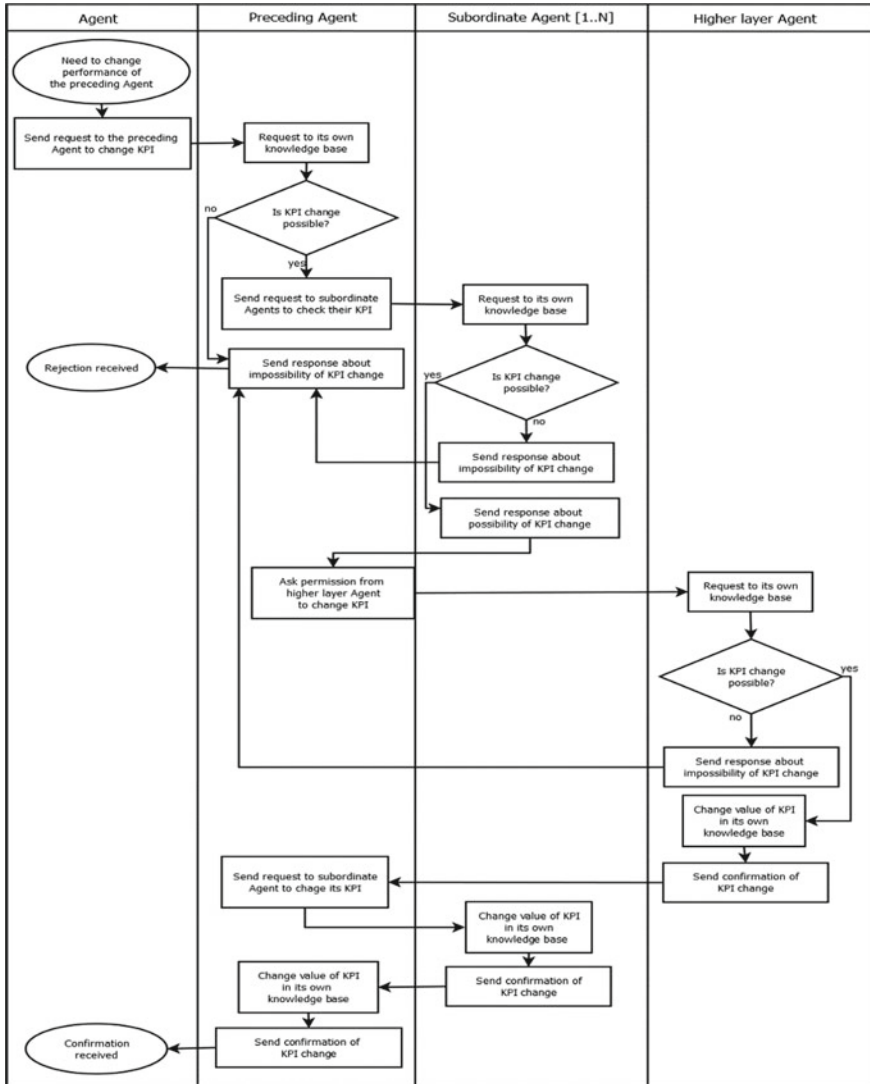 Agent
Preceding Agent
Subordinate Agent [1..N]
Higher layer Agent
Need to change
performance of
the preceding Agent
Send request to the preceding
Agent to change KPI
Request to its own
knowledge base
no
Is KPI change
possible?
yes
Send request to subordinate
Agents to check their KPI
Request to its own
knowledge base
Rejection received
Send response about
impossibility of KPI change
yes
Is KPI change
possible?
no
Send response about
impossibility of KPI change
Send response about
possibility of KPI change
Ask permission from
higher layer Agent
to change KPI
Request to its own
knowledge base
Is KPI change
possible?
yes
no
Send response about
impossibility of KPI change
Change value of KPI
in its own
knowledge base
Send request to subordinate
Agent to chage its KPI
Send confirmation of
KPI change
Change value of KPI
in its own
knowledge base
Change value of KPI
in its own
knowledge base
Send confirmation of
KPI change
Confirmation
received
Send confirmation of
KPI change